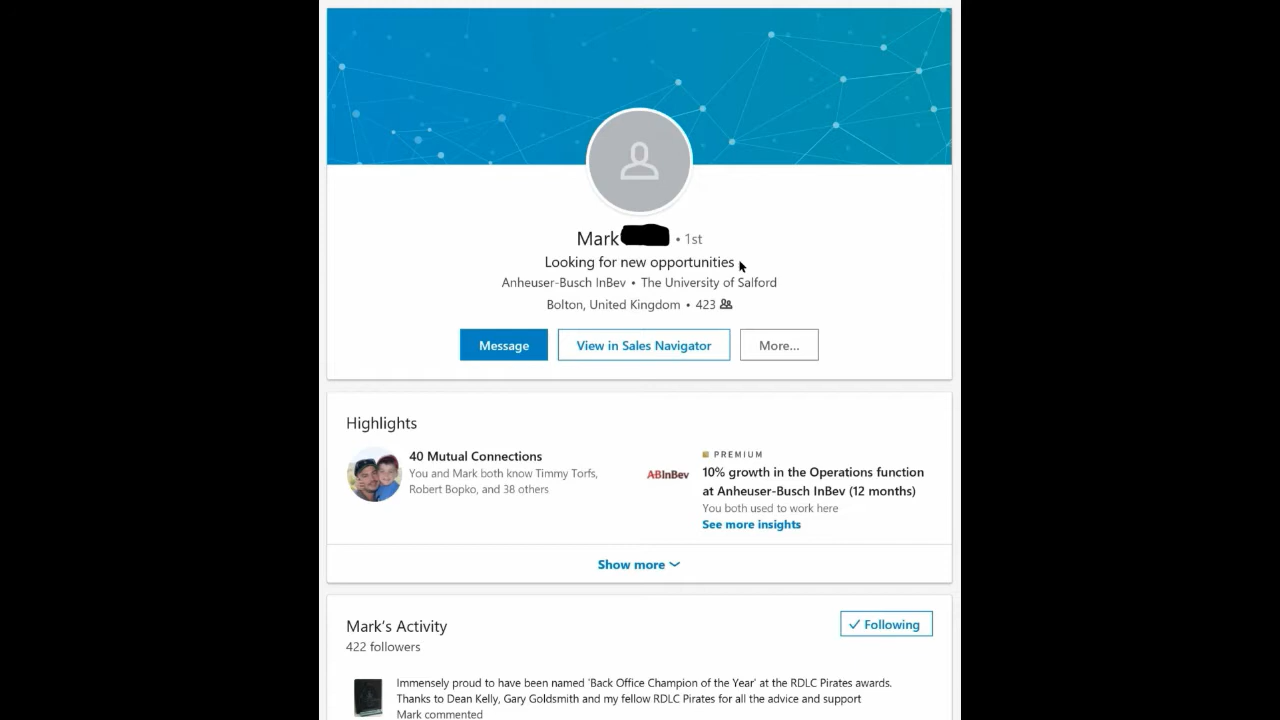 Mark • 1st
Looking for new opportunities
Anheuser-Busch InBev • The University of Salford
Bolton, United Kingdom • 423
Message
View in Sales Navigator
More...
Highlights
40 Mutual Connections
You and Mark both know Timmy Torfs,
Robert Bopko, and 38 others
ABInBev
PREMIUM
10% growth in the Operations function
at Anheuser-Busch InBev (12 months)
You both used to work here
See more insights
Show more
Mark's Activity
422 followers
Following
Immensely proud to have been named 'Back Office Champion of the Year' at the RDLC Pirates awards.
Thanks to Dean Kelly, Gary Goldsmith and my fellow RDLC Pirates for all the advice and support
Mark commented